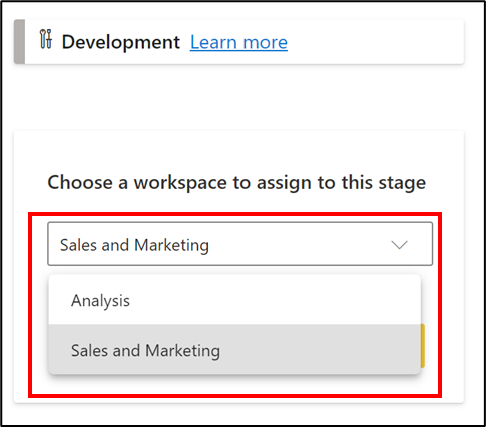 Development Learn more
Choose a workspace to assign to this stage
Sales and Marketing
Analysis
Sales and Marketing